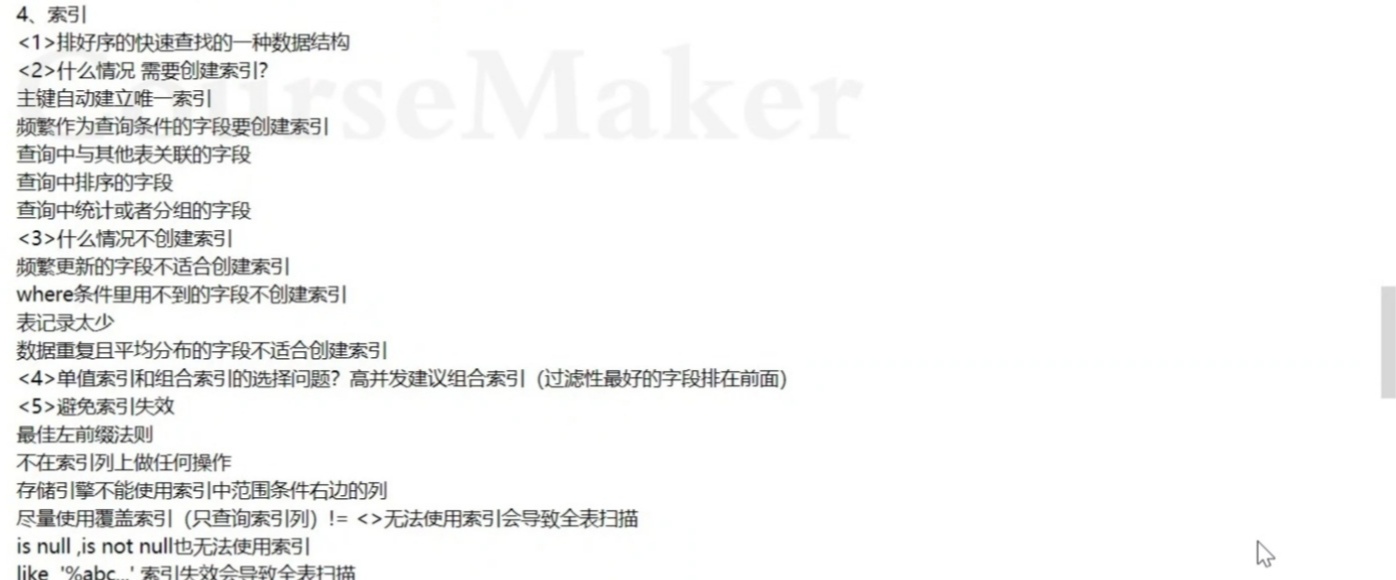 4、索引
<1>排好序的快速查找的一种数据结构
<2>什么情况 需要创建索引?
主键自动建立唯一索引
频繁作为查询条件的字段要创建索引
查询中与其他表关联的字段
查询中排序的字段
查询中统计或者分组的字段
<3>什么情况不创建索引
频繁更新的字段不适合创建索引
where条件里用不到的字段不创建索引
表记录太少
数据重复且平均分布的字段不适合创建索引
<4>单值索引和组合索引的选择问题？高并发建议组合索引（过滤性最好的字段排在前面）
<5>避免索引失效
最佳左前缀法则
不在索引列上做任何操作
存储引擎不能使用索引中范围条件右边的列
尽量使用覆盖索引（只查询索引列）!= <>无法使用索引会导致全表扫描
is null ,is not null也无法使用索引
like '%abc...' 索引失效会导致全表扫描
urseMaker